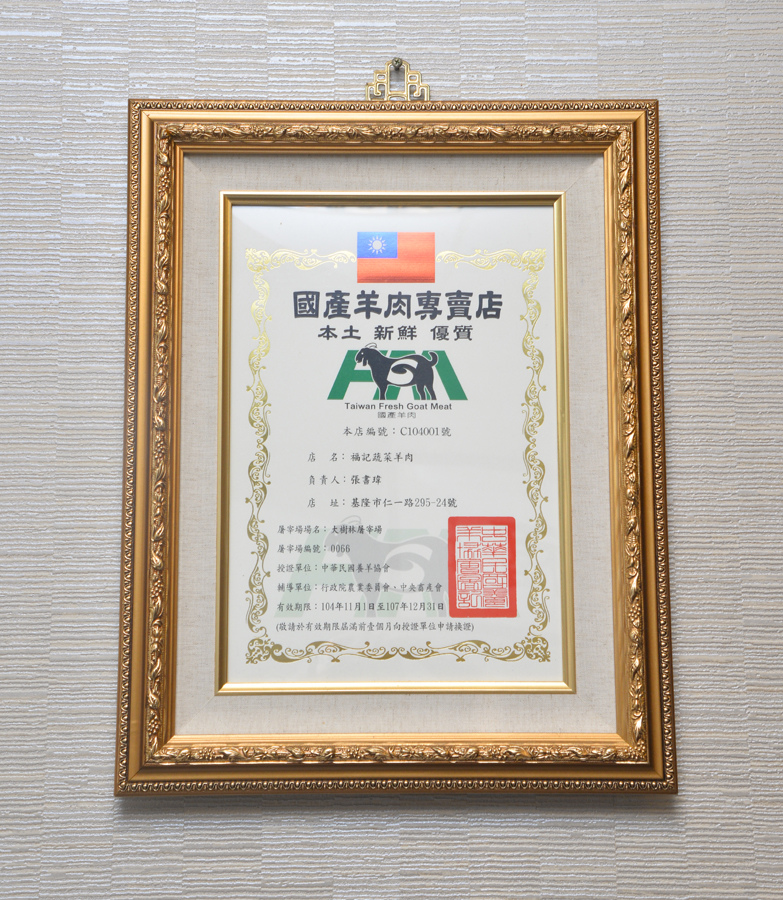 國產羊肉專賣店
本土 新鮮 優質
Taiwan Fresh Goat Meat
國產羊肉
本店編號：C104001號
店 名：福記蔬菜羊肉
負責人：張書瑋
店 址：基隆市仁一路295-24號
屠宰場場名：大樹林屠宰場
屠宰場編號：0066
授證單位：中華民國養羊協會
輔導單位：行政院農業委員會、中央畜產會
有效期限：104年11月1日至107年12月31日
(敬請於有效期限屆滿前壹個月向授證單位申請換證)